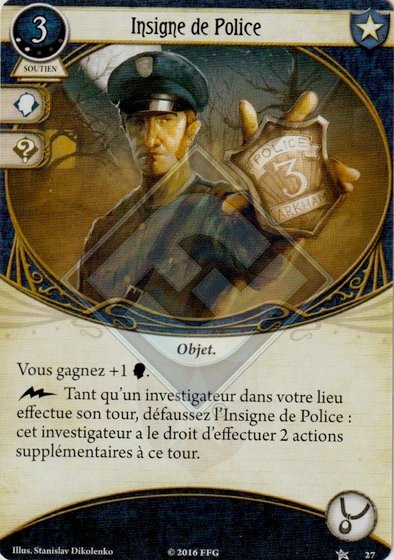 3
Insigne de Police
SOUTIEN
POLICE
3
ARKHAM
Objet.
Vous gagnez +1 .
Tant qu'un investigateur dans votre lieu
effectue son tour, défaussez l'Insigne de Police :
cet investigateur a le droit d'effectuer 2 actions
supplémentaires à ce tour.
Illus. Stanislav Dikolenko
© 2016 FFG
27